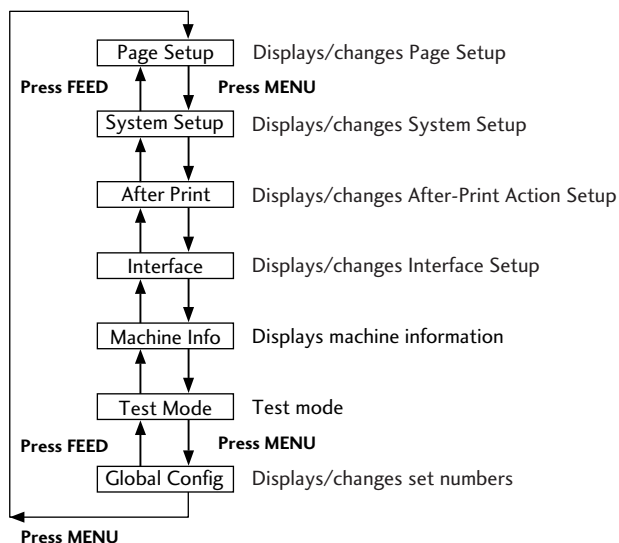 Page Setup Displays/changes Page Setup
Press FEED Press MENU
System Setup Displays/changes System Setup
After Print Displays/changes After-Print Action Setup
Interface Displays/changes Interface Setup
Machine Info Displays machine information
Test Mode Test mode
Press FEED Press MENU
Global Config Displays/changes set numbers
Press MENU